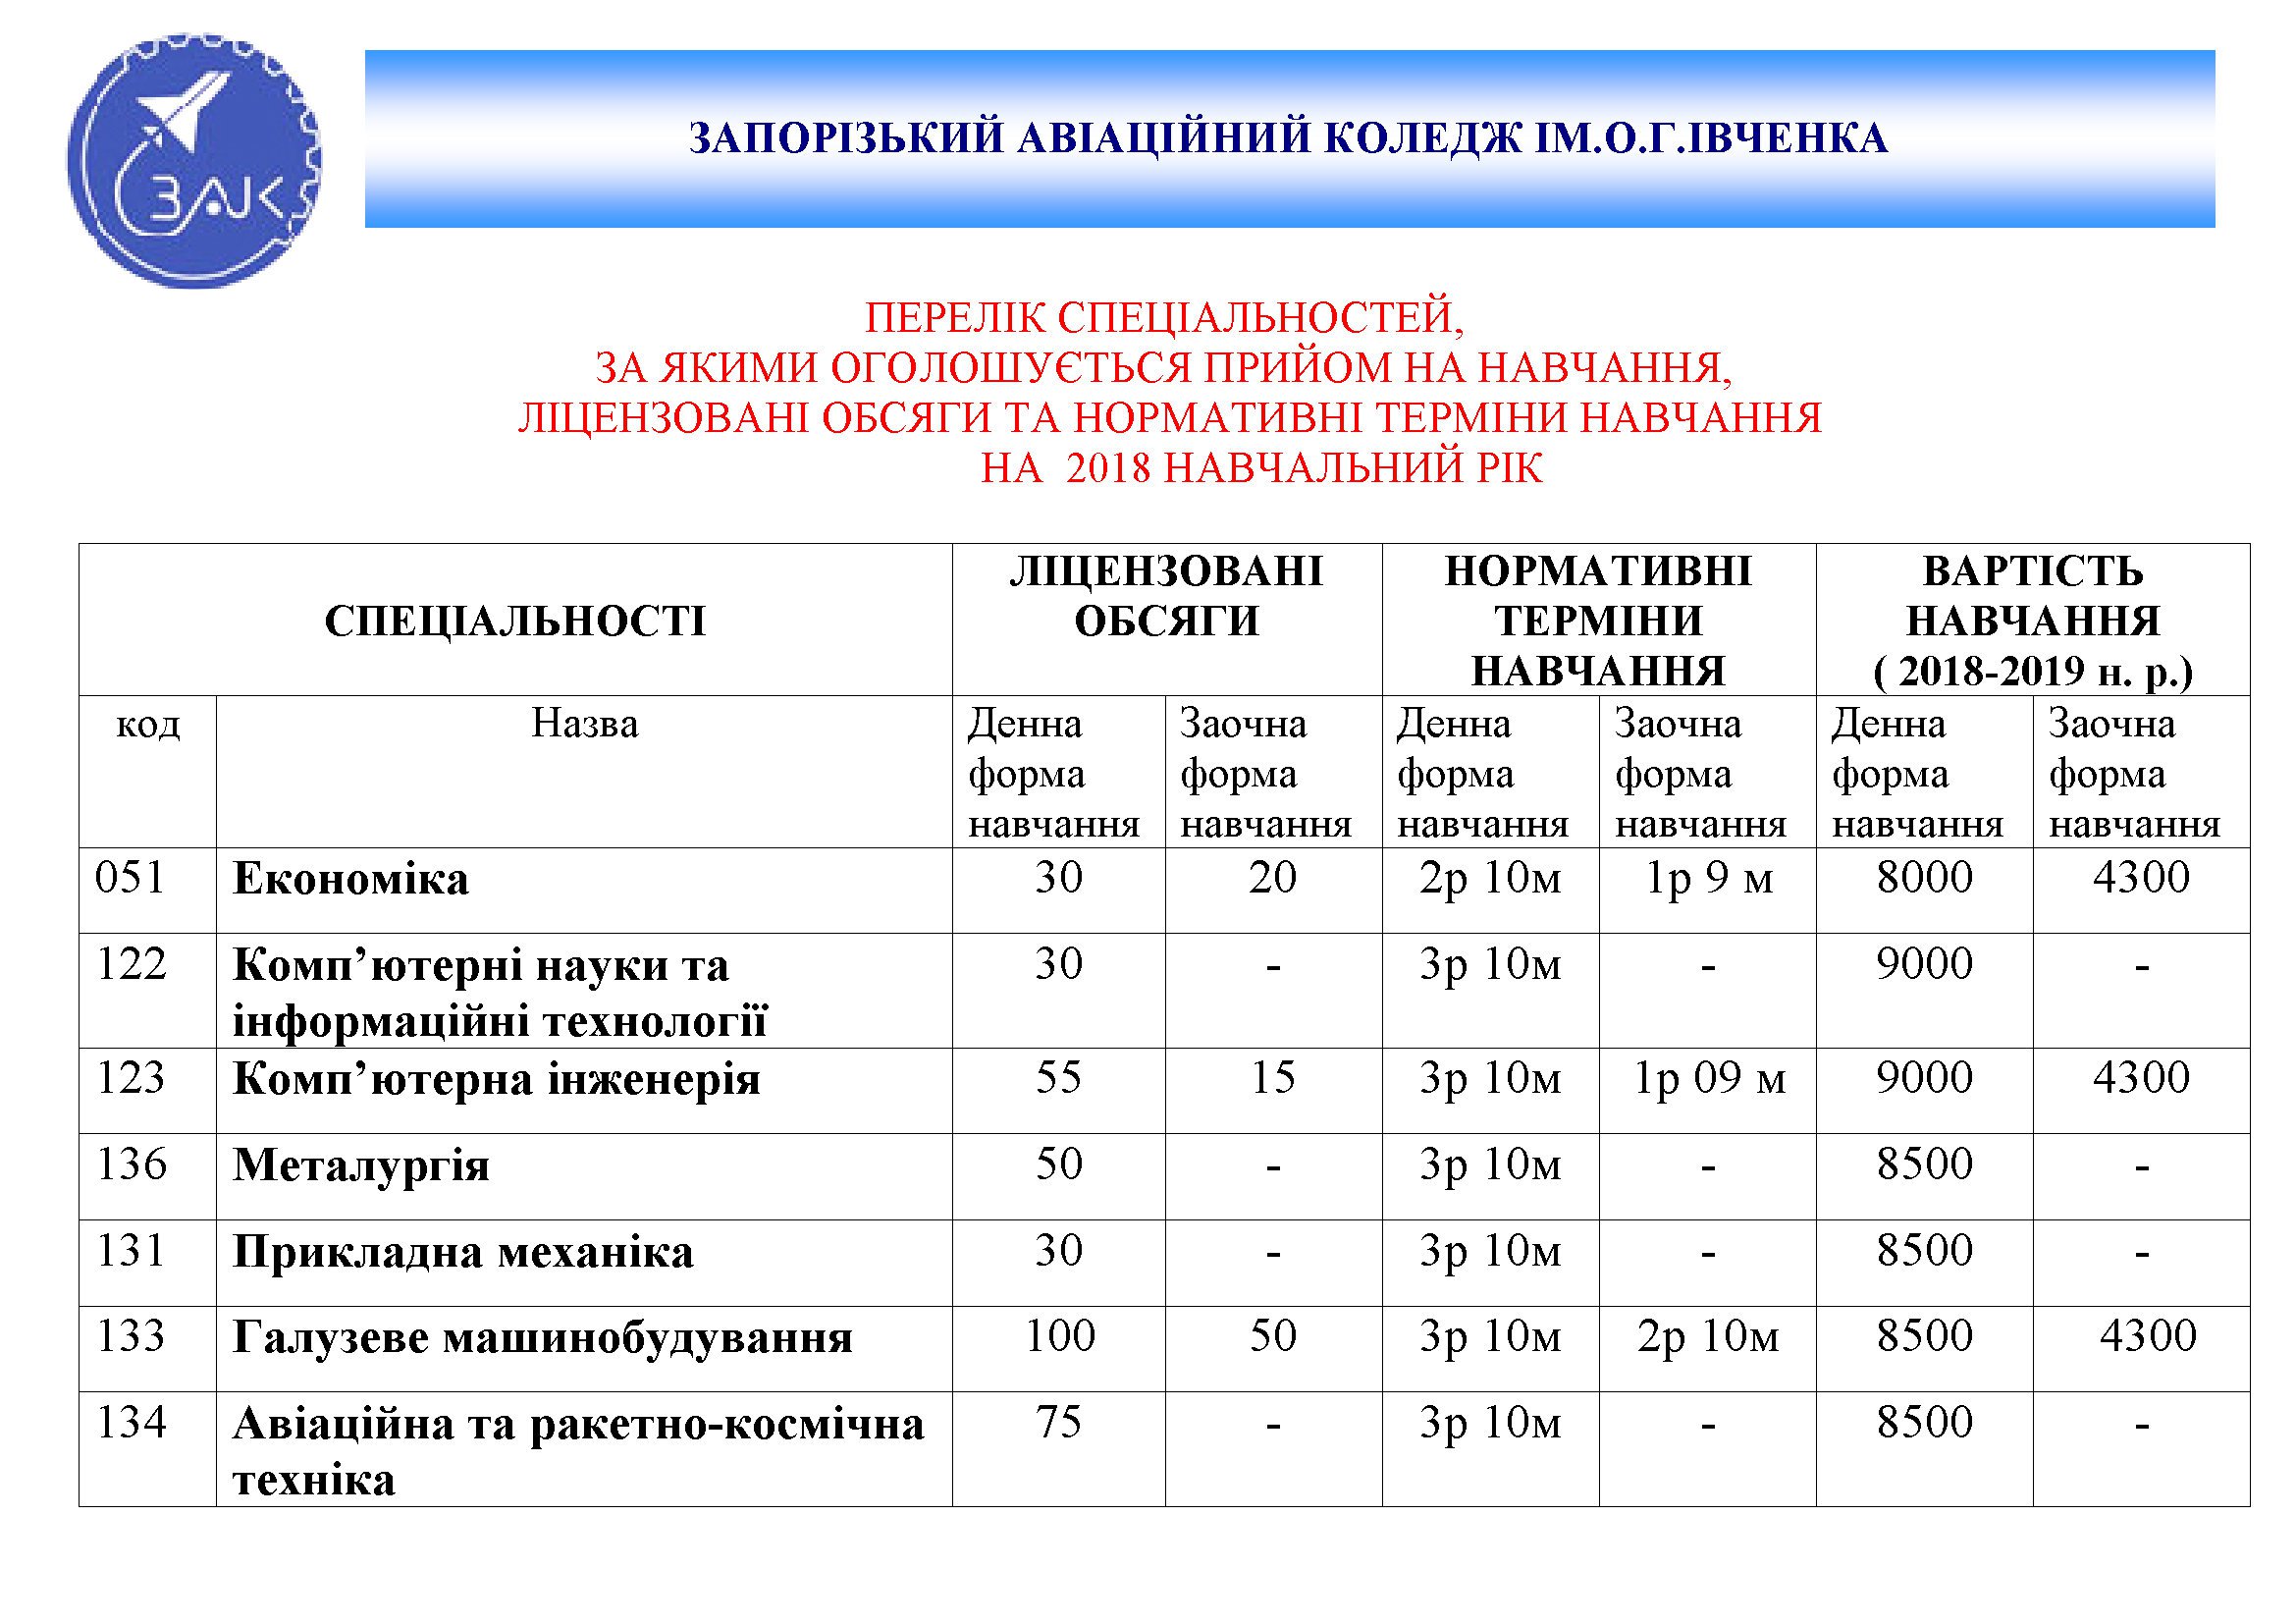 ЗАК
ЗАПОРІЗЬКИЙ АВІАЦІЙНИЙ КОЛЕДЖ ІМ.О.Г.ІВЧЕНКА
ПЕРЕЛІК СПЕЦІАЛЬНОСТЕЙ,
ЗА ЯКИМИ ОГОЛОШУЄТЬСЯ ПРИЙОМ НА НАВЧАННЯ,
ЛІЦЕНЗОВАНІ ОБСЯГИ ТА НОРМАТИВНІ ТЕРМІНИ НАВЧАННЯ
НА 2018 НАВЧАЛЬНИЙ РІК
СПЕЦІАЛЬНОСТІ
ЛІЦЕНЗОВАНІ
ОБСЯГИ
НОРМАТИВНІ
ТЕРМІНИ
НАВЧАННЯ
ВАРТІСТЬ
НАВЧАННЯ
( 2018-2019 н. р.)
код
Назва
Денна
форма
навчання
Заочна
форма
навчання
Денна
форма
навчання
Заочна
форма
навчання
Денна
форма
навчання
Заочна
форма
навчання
051 Економіка 30 20 2р 10м 1р 9 м 8000 4300
122 Комп’ютерні науки та 30 - 3р 10м - 9000 -
інформаційні технології
123 Комп’ютерна інженерія 55 15 3р 10м 1р 09 м 9000 4300
136 Металургія 50 - 3р 10м - 8500 -
131 Прикладна механіка 30 - 3р 10м - 8500 -
133 Галузеве машинобудування 100 50 3р 10м 2р 10м 8500 4300
134 Авіаційна та ракетно-космічна 75 - 3р 10м - 8500 -
техніка